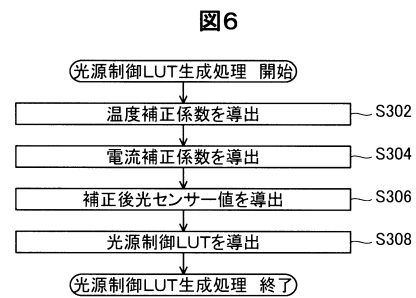 図6
光源制御LUT生成処理 開始
温度補正係数を導出
S302
電流補正係数を導出
S304
補正後光センサー値を導出
S306
光源制御LUTを導出
S308
光源制御LUT生成処理 終了